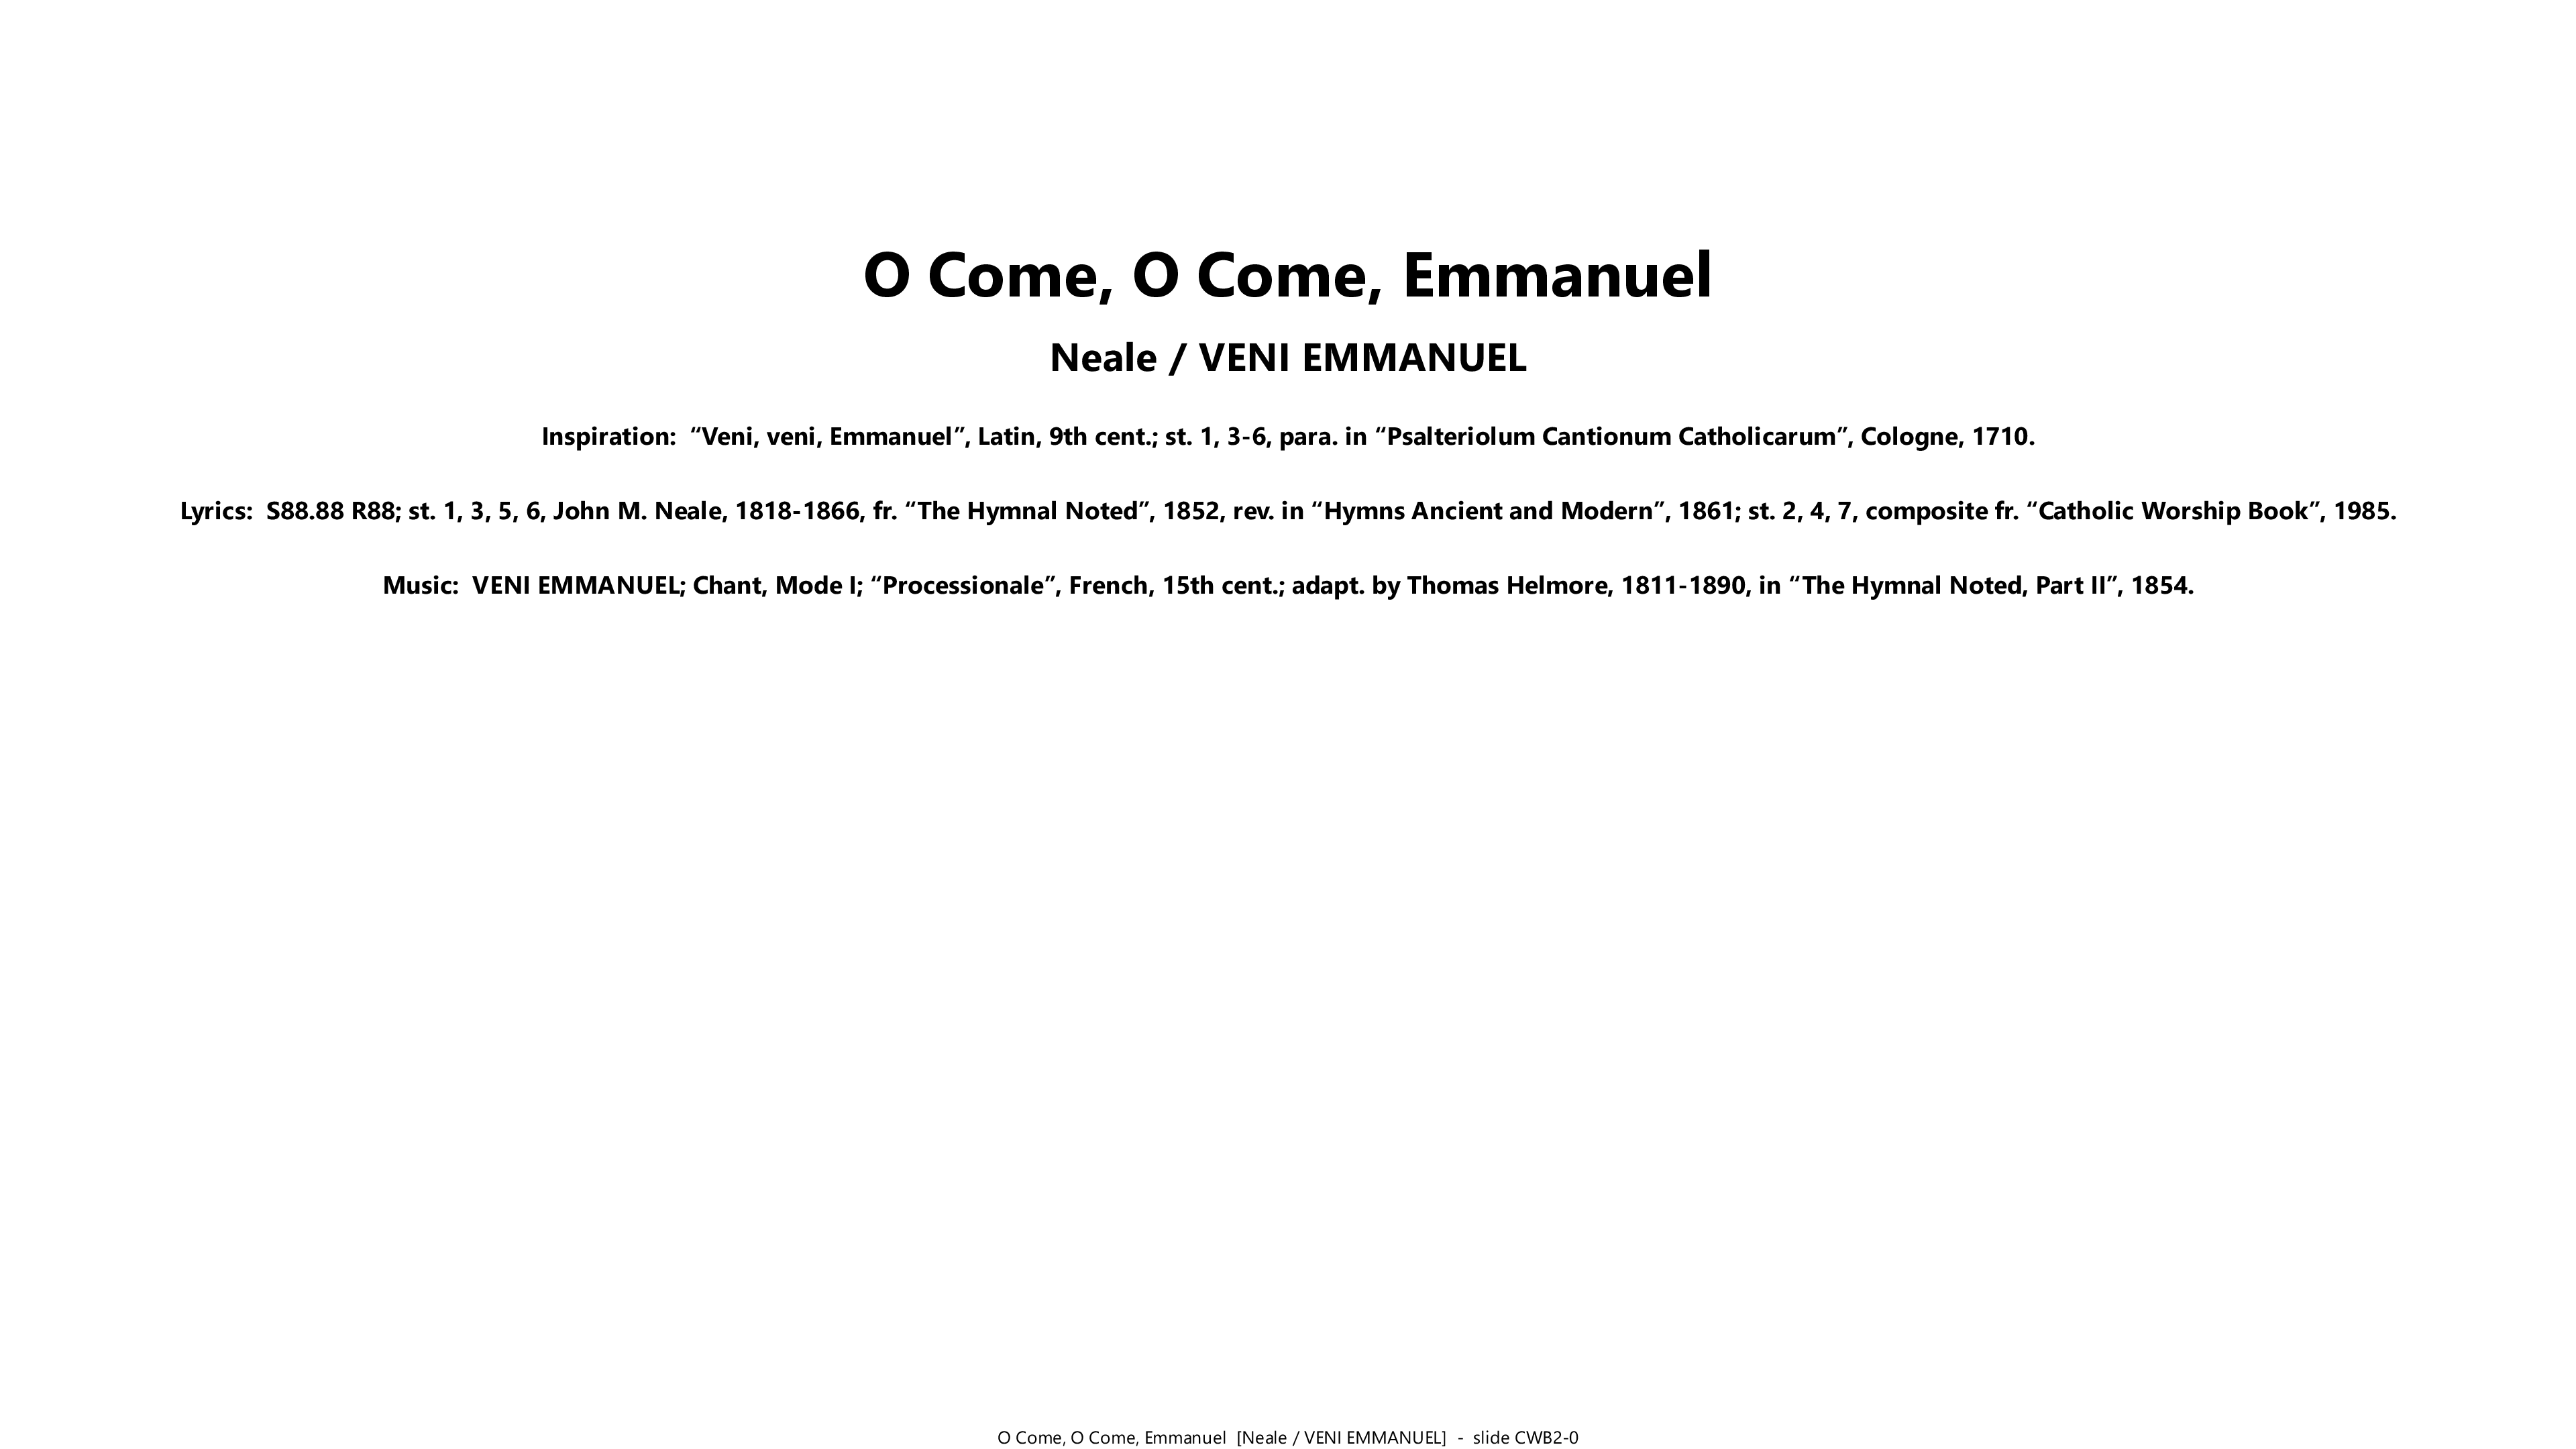 O Come, O Come, Emmanuel
Neale / VENI EMMANUEL
Inspiration:  “Veni, veni, Emmanuel”, Latin, 9th cent.; st. 1, 3-6, para. in “Psalteriolum Cantionum Catholicarum”, Cologne, 1710.
Lyrics:  S88.88 R88; st. 1, 3, 5, 6, John M. Neale, 1818-1866, fr. “The Hymnal Noted”, 1852, rev. in “Hymns Ancient and Modern”, 1861; st. 2, 4, 7, composite fr. “Catholic Worship Book”, 1985.
Music:  VENI EMMANUEL; Chant, Mode I; “Processionale”, French, 15th cent.; adapt. by Thomas Helmore, 1811-1890, in “The Hymnal Noted, Part II”, 1854.
O Come, O Come, Emmanuel  [Neale / VENI EMMANUEL]  -  slide CWB2-0